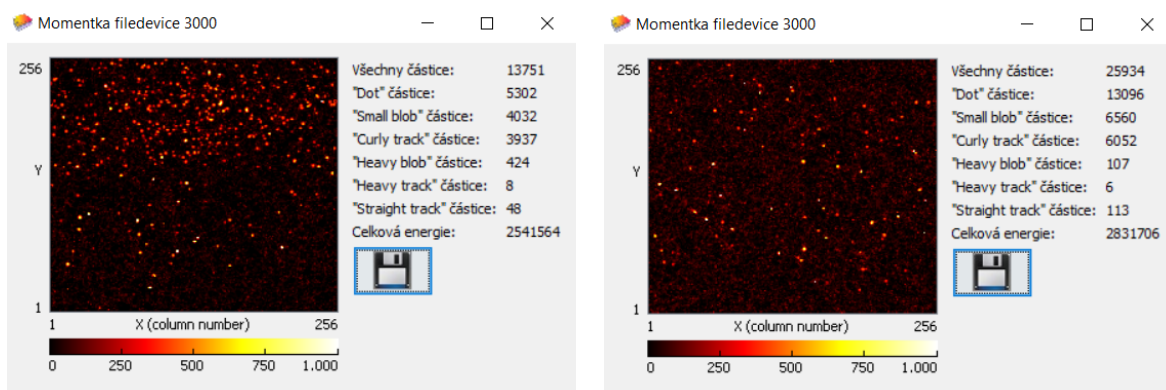 Momentka filedevice 3000
256
Y
1
1 X (column number) 256
0 250 500 750 1.000
Všechny částice: 13751
"Dot" částice: 5302
"Small blob" částice: 4032
"Curly track" částice: 3937
"Heavy blob" částice: 424
"Heavy track" částice: 8
"Straight track" částice: 48
Celková energie: 2541564
Momentka filedevice 3000
256
Y
1
1 X (column number) 256
0 250 500 750 1.000
Všechny částice: 25934
"Dot" částice: 13096
"Small blob" částice: 6560
"Curly track" částice: 6052
"Heavy blob" částice: 107
"Heavy track" částice: 6
"Straight track" částice: 113
Celková energie: 2831706